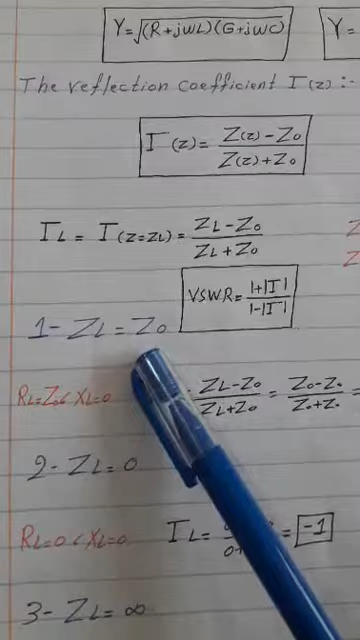 Y=√(R+jwL)(G+jwC) Y=
The reflection coefficient Γ(z) :-
Γ(z) = Z(z)-Z₀ / Z(z)+Z₀
ΓL = Γ(z=ZL) = ZL-Z₀ / ZL+Z₀
VSWR = 1+|Γ| / 1-|Γ|
1- ZL = Z₀
RL=Z₀ < XL=0 ZL-Z₀ / ZL+Z₀ = Z₀-Z₀ / Z₀+Z₀ =
2- ZL = 0
RL=0 < XL=0 ΓL = = -1
3- ZL = ∞